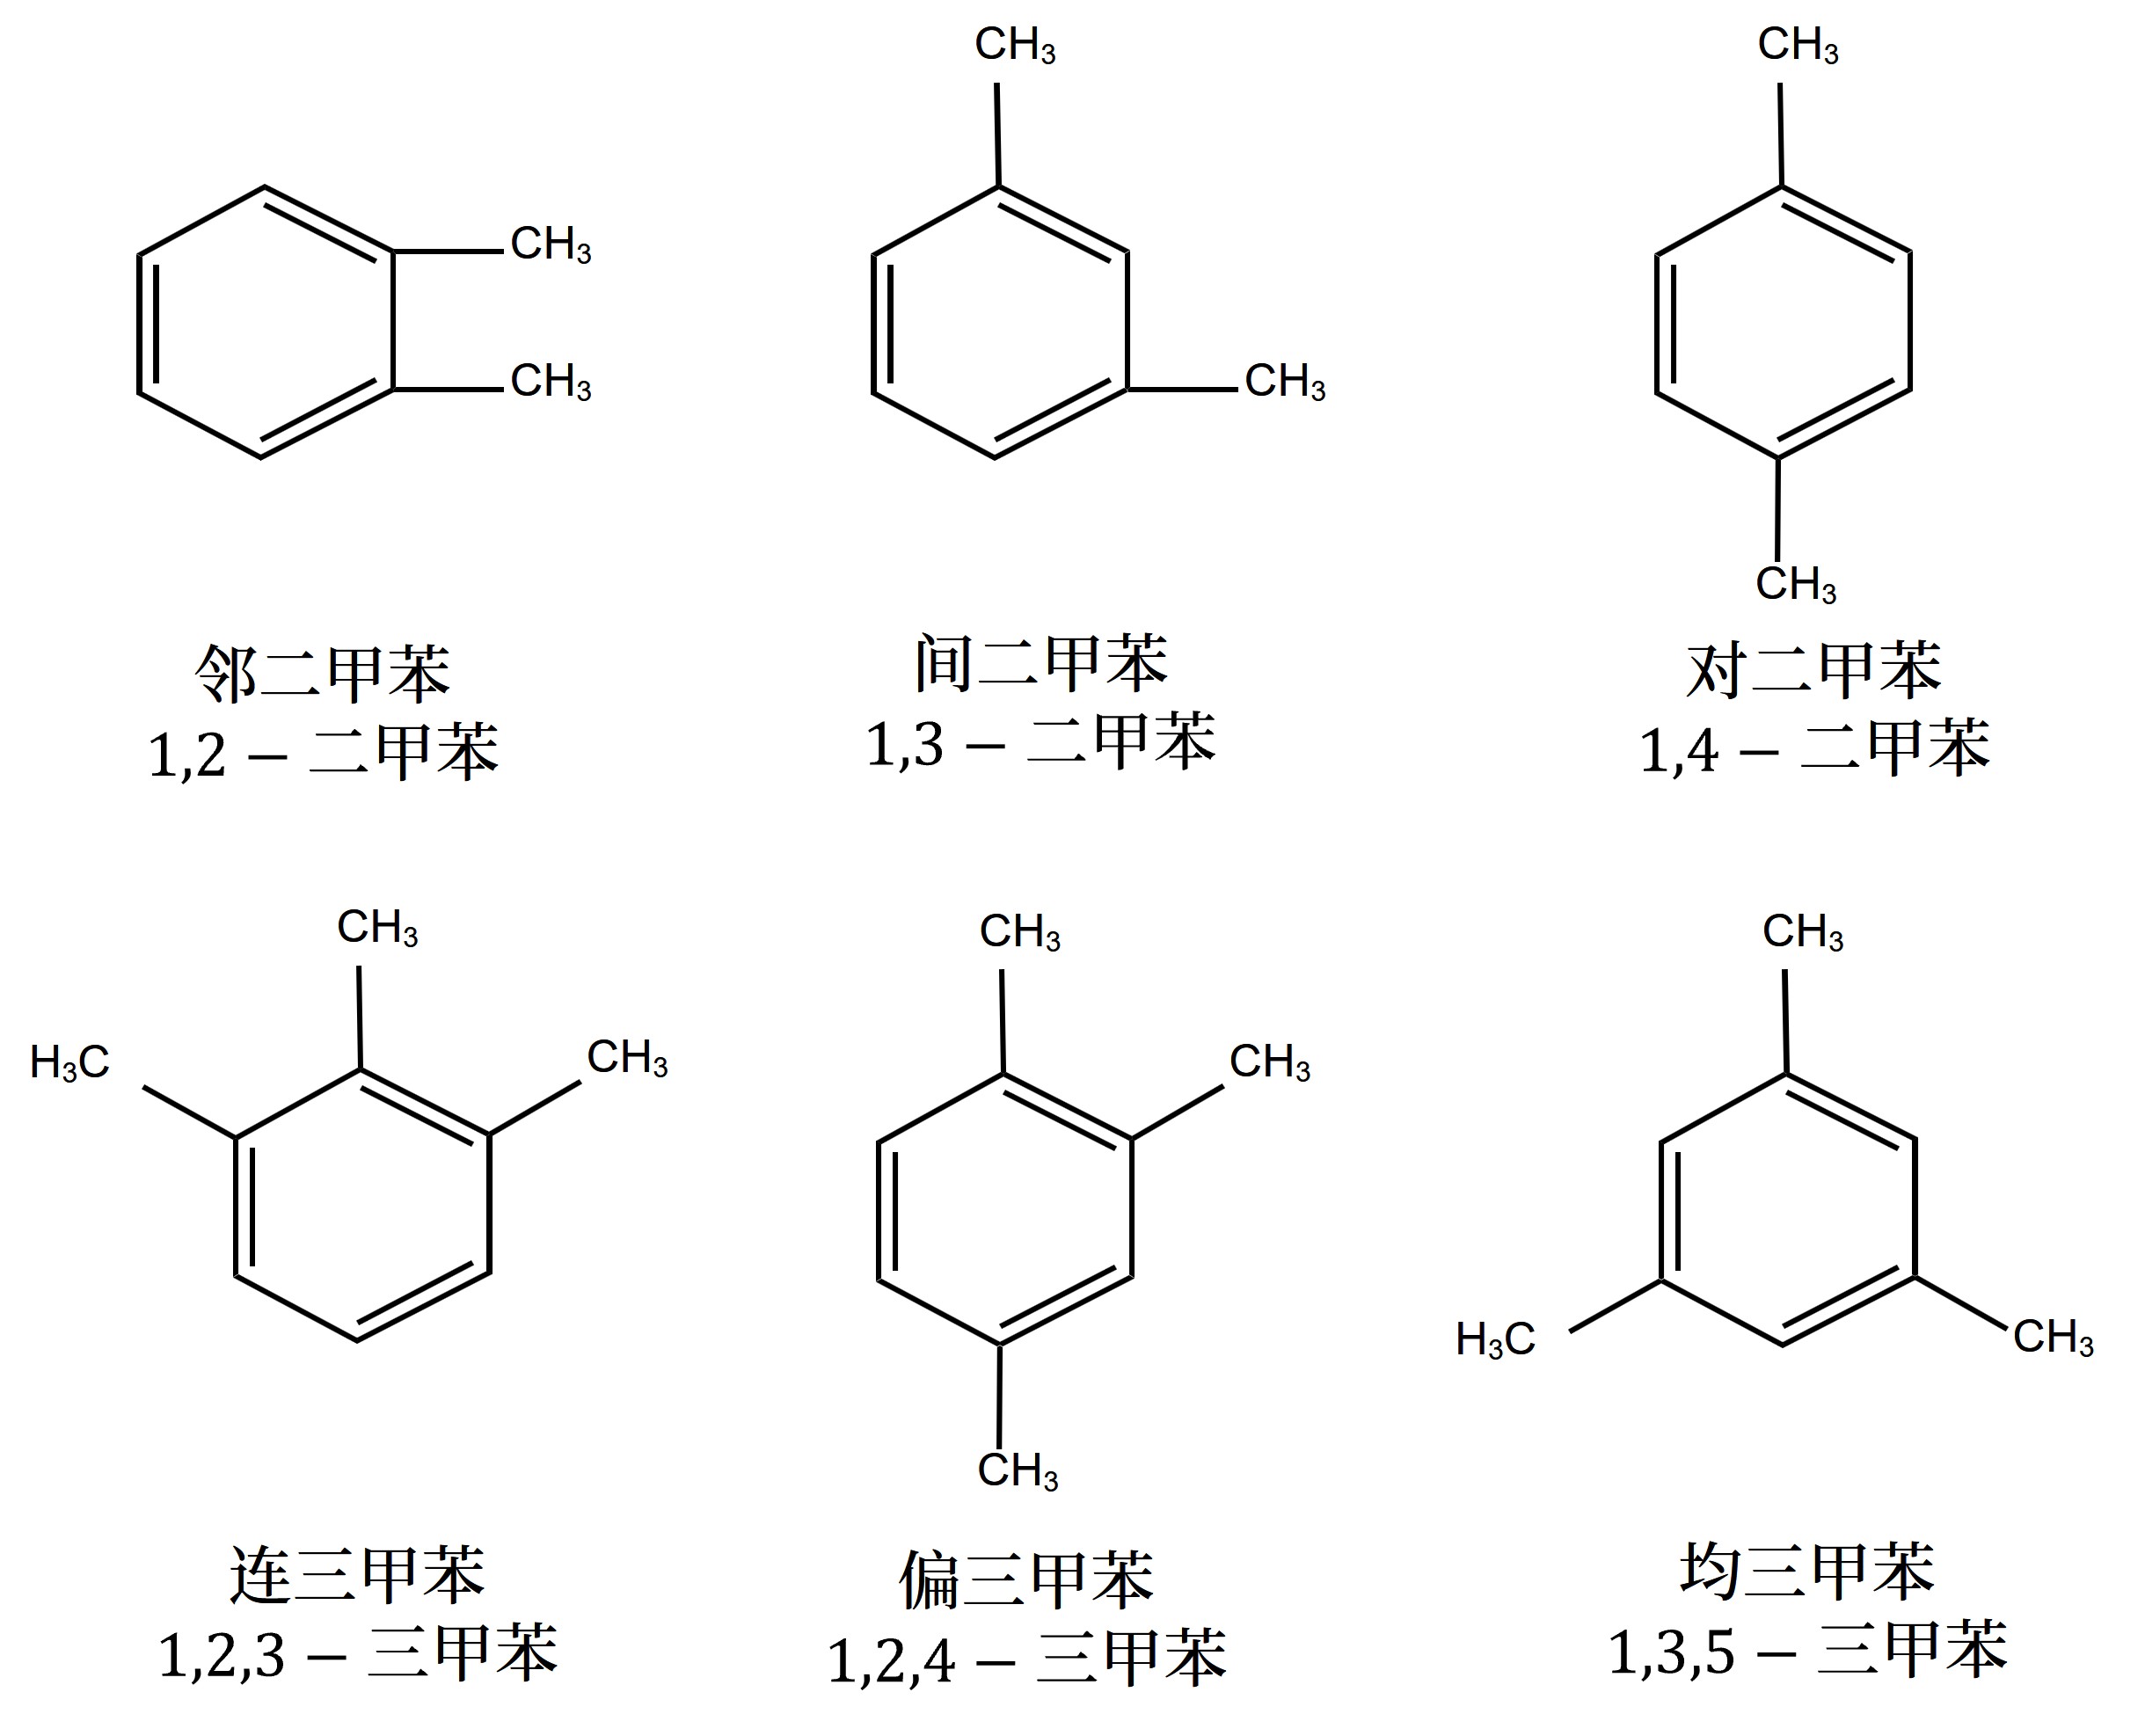 CH₃
CH₃
CH₃
CH₃
CH₃
CH₃
邻二甲苯
1,2 − 二甲苯
间二甲苯
1,3 − 二甲苯
对二甲苯
1,4 − 二甲苯
CH₃
H₃C
CH₃
CH₃
CH₃
CH₃
CH₃
H₃C
CH₃
连三甲苯
1,2,3 − 三甲苯
偏三甲苯
1,2,4 − 三甲苯
均三甲苯
1,3,5 − 三甲苯